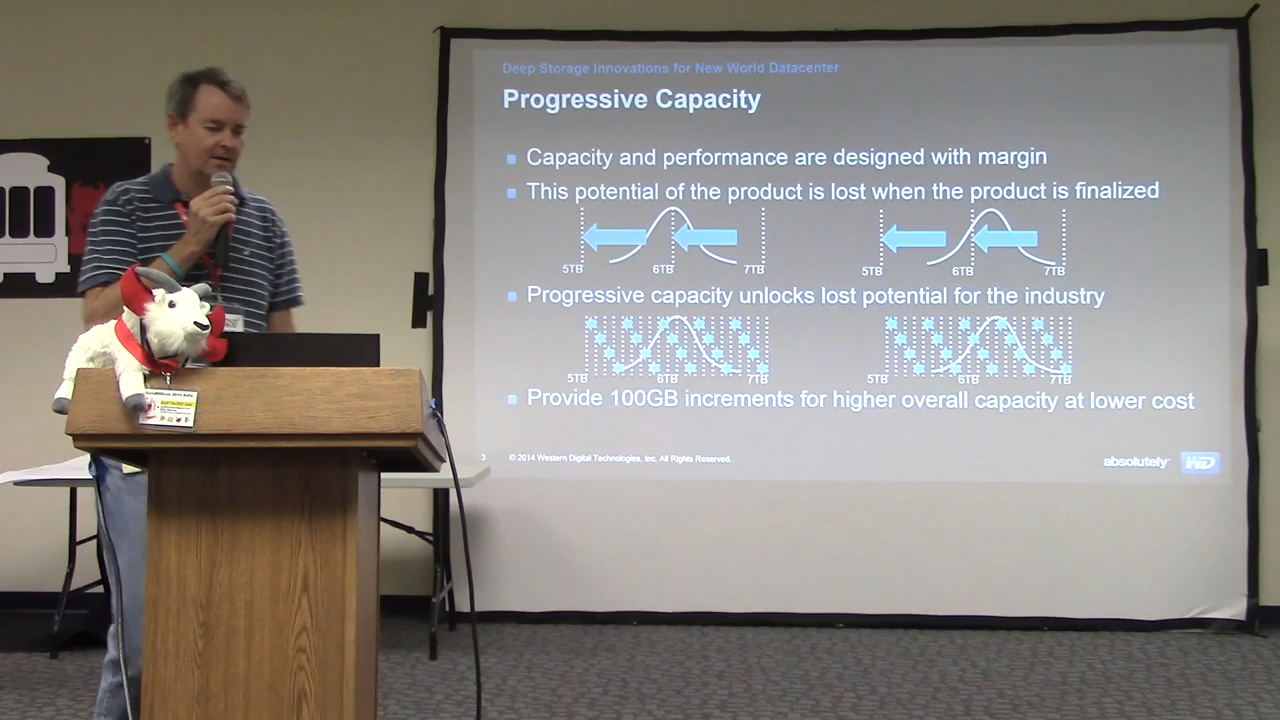 Deep Storage Innovations for New World Datacenter
Progressive Capacity
Capacity and performance are designed with margin
This potential of the product is lost when the product is finalized
5TB 6TB 7TB 5TB 6TB 7TB
Progressive capacity unlocks lost potential for the industry
5TB 6TB 7TB 5TB 6TB 7TB
Provide 100GB increments for higher overall capacity at lower cost
3 © 2014 Western Digital Technologies, Inc. All Rights Reserved.
absolutely WD